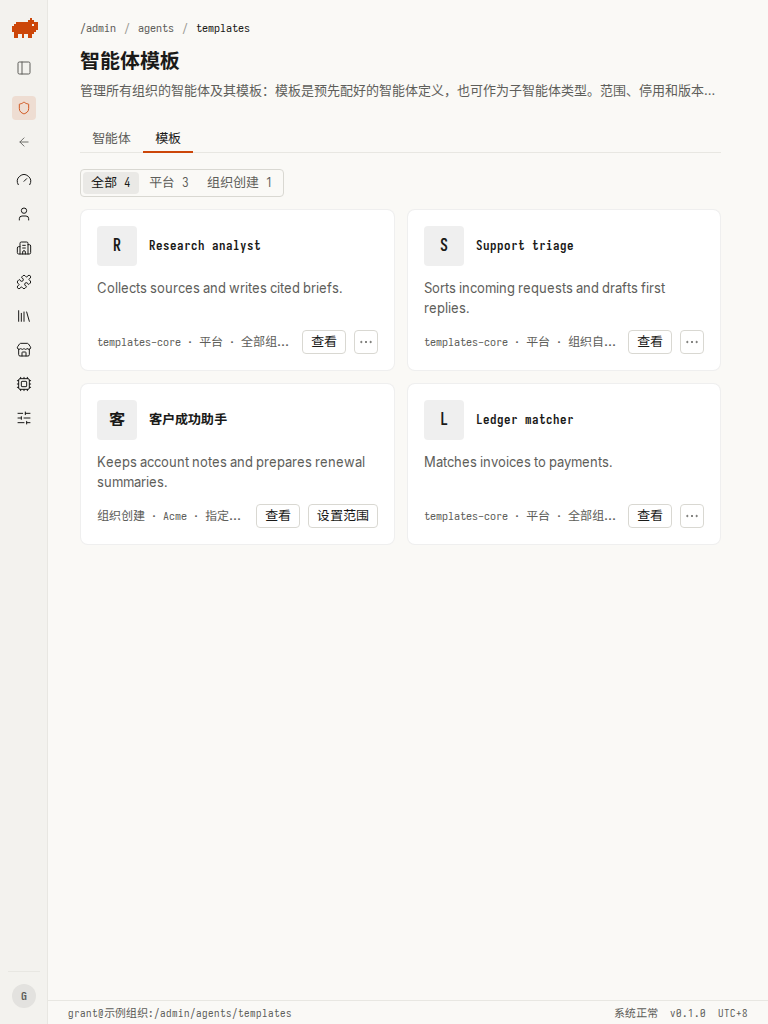 /admin / agents / templates
智能体模板
管理所有组织的智能体及其模板：模板是预先配好的智能体定义，也可作为子智能体类型。范围、停用和版本…
智能体 模板
全部 4 平台 3 组织创建 1
R Research analyst
Collects sources and writes cited briefs.
templates-core · 平台 · 全部组… 查看 ···
S Support triage
Sorts incoming requests and drafts first
replies.
templates-core · 平台 · 组织自… 查看 ···
客 客户成功助手
Keeps account notes and prepares renewal
summaries.
组织创建 · Acme · 指定… 查看 设置范围
L Ledger matcher
Matches invoices to payments.
templates-core · 平台 · 全部组… 查看 ···
G
grant@示例组织:/admin/agents/templates 系统正常 v0.1.0 UTC+8